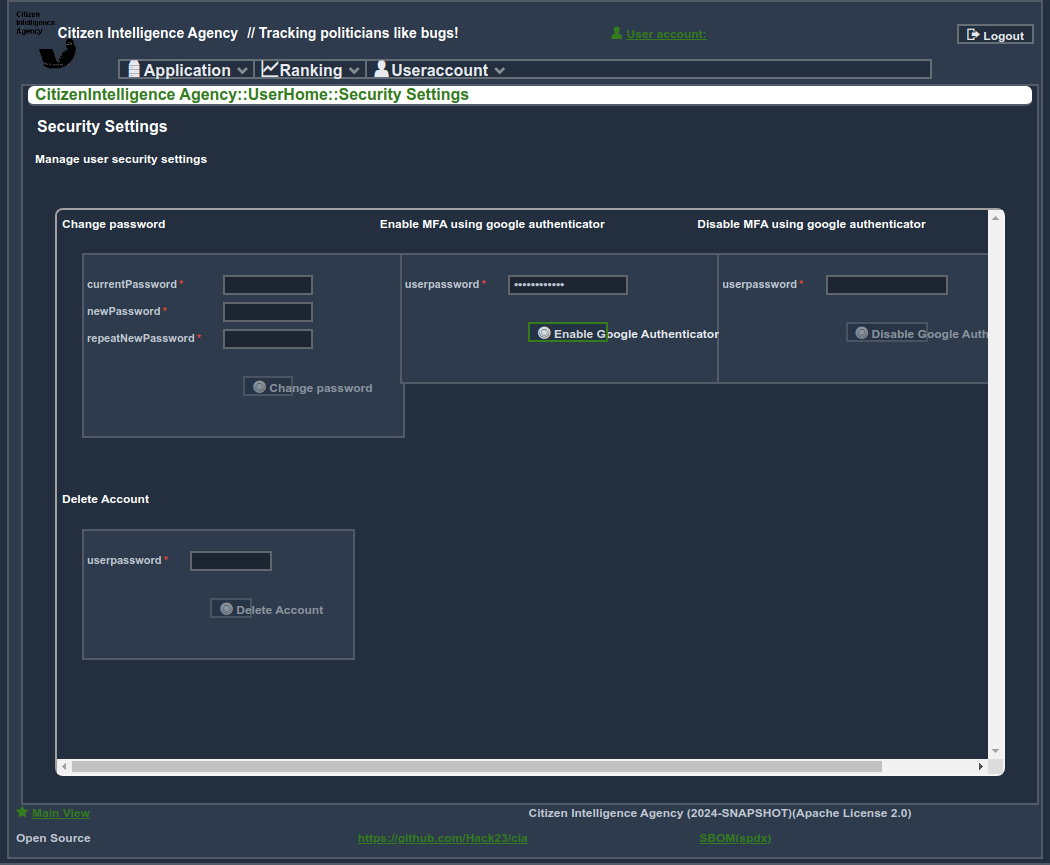 Citizen
Intelligence
Agency
Citizen Intelligence Agency // Tracking politicians like bugs!
User account:
Logout
Application
Ranking
Useraccount
CitizenIntelligence Agency::UserHome::Security Settings
Security Settings
Manage user security settings
Change password
Enable MFA using google authenticator
Disable MFA using google authenticator
currentPassword*
newPassword*
repeatNewPassword*
Change password
userpassword*
••••••••••••
Enable Google Authenticator
userpassword*
Disable Google Auth
Delete Account
userpassword*
Delete Account
Main View
Citizen Intelligence Agency (2024-SNAPSHOT)(Apache License 2.0)
Open Source
https://github.com/Hack23/cia
SBOM(spdx)